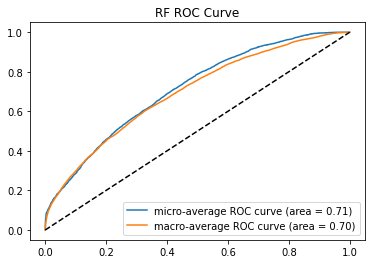 RF ROC Curve
1.0
0.8
0.6
0.4
0.2
0.0
0.0 0.2 0.4 0.6 0.8 1.0
micro-average ROC curve (area = 0.71)
macro-average ROC curve (area = 0.70)